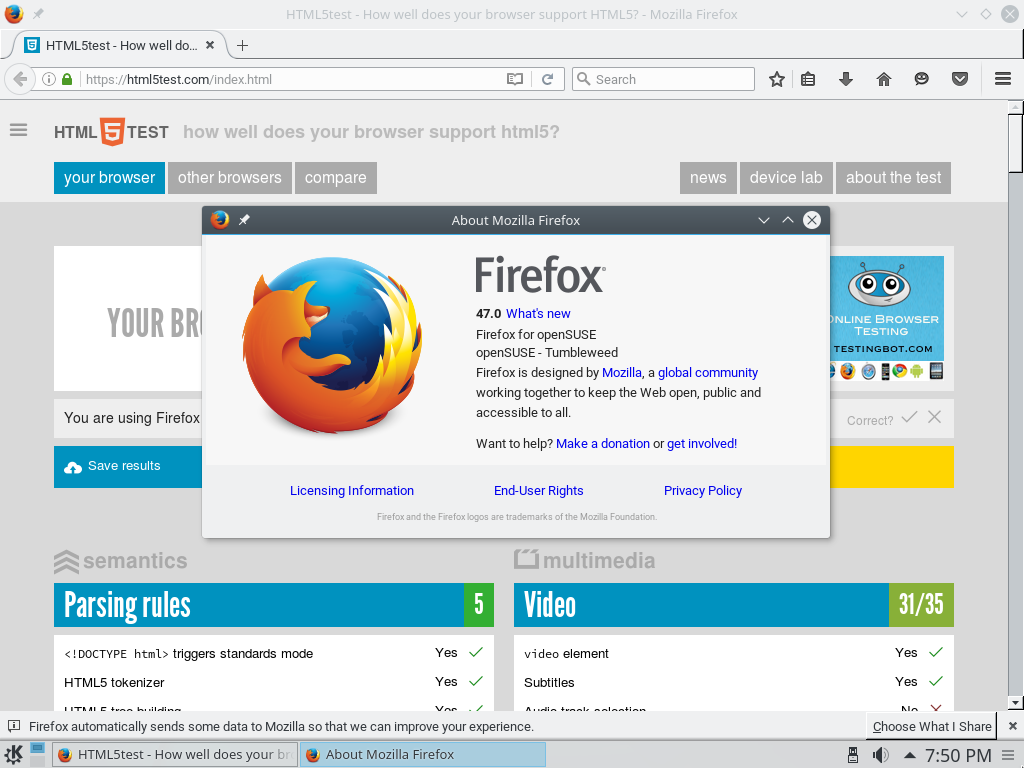 HTML5test - How well does your browser support HTML5? - Mozilla Firefox
HTML5test - How well do...
https://html5test.com/index.html
Search
HTML 5 TEST how well does your browser support html5?
your browser other browsers compare news device lab about the test
About Mozilla Firefox
Firefox
47.0 What's new
Firefox for openSUSE
openSUSE - Tumbleweed
Firefox is designed by Mozilla, a global community
working together to keep the Web open, public and
accessible to all.
Want to help? Make a donation or get involved!
Licensing Information End-User Rights Privacy Policy
Firefox and the Firefox logos are trademarks of the Mozilla Foundation.
YOUR BR
ONLINE BROWSER
TESTING
TESTINGBOT.COM
You are using Firefox
Correct?
Save results
semantics
Parsing rules 5
<!DOCTYPE html> triggers standards mode Yes
HTML5 tokenizer Yes
HTML5 tree building Yes
multimedia
Video 31/35
video element Yes
Subtitles Yes
Audio track selection No
Firefox automatically sends some data to Mozilla so that we can improve your experience.
Choose What I Share
HTML5test - How well does your br
About Mozilla Firefox
7:50 PM